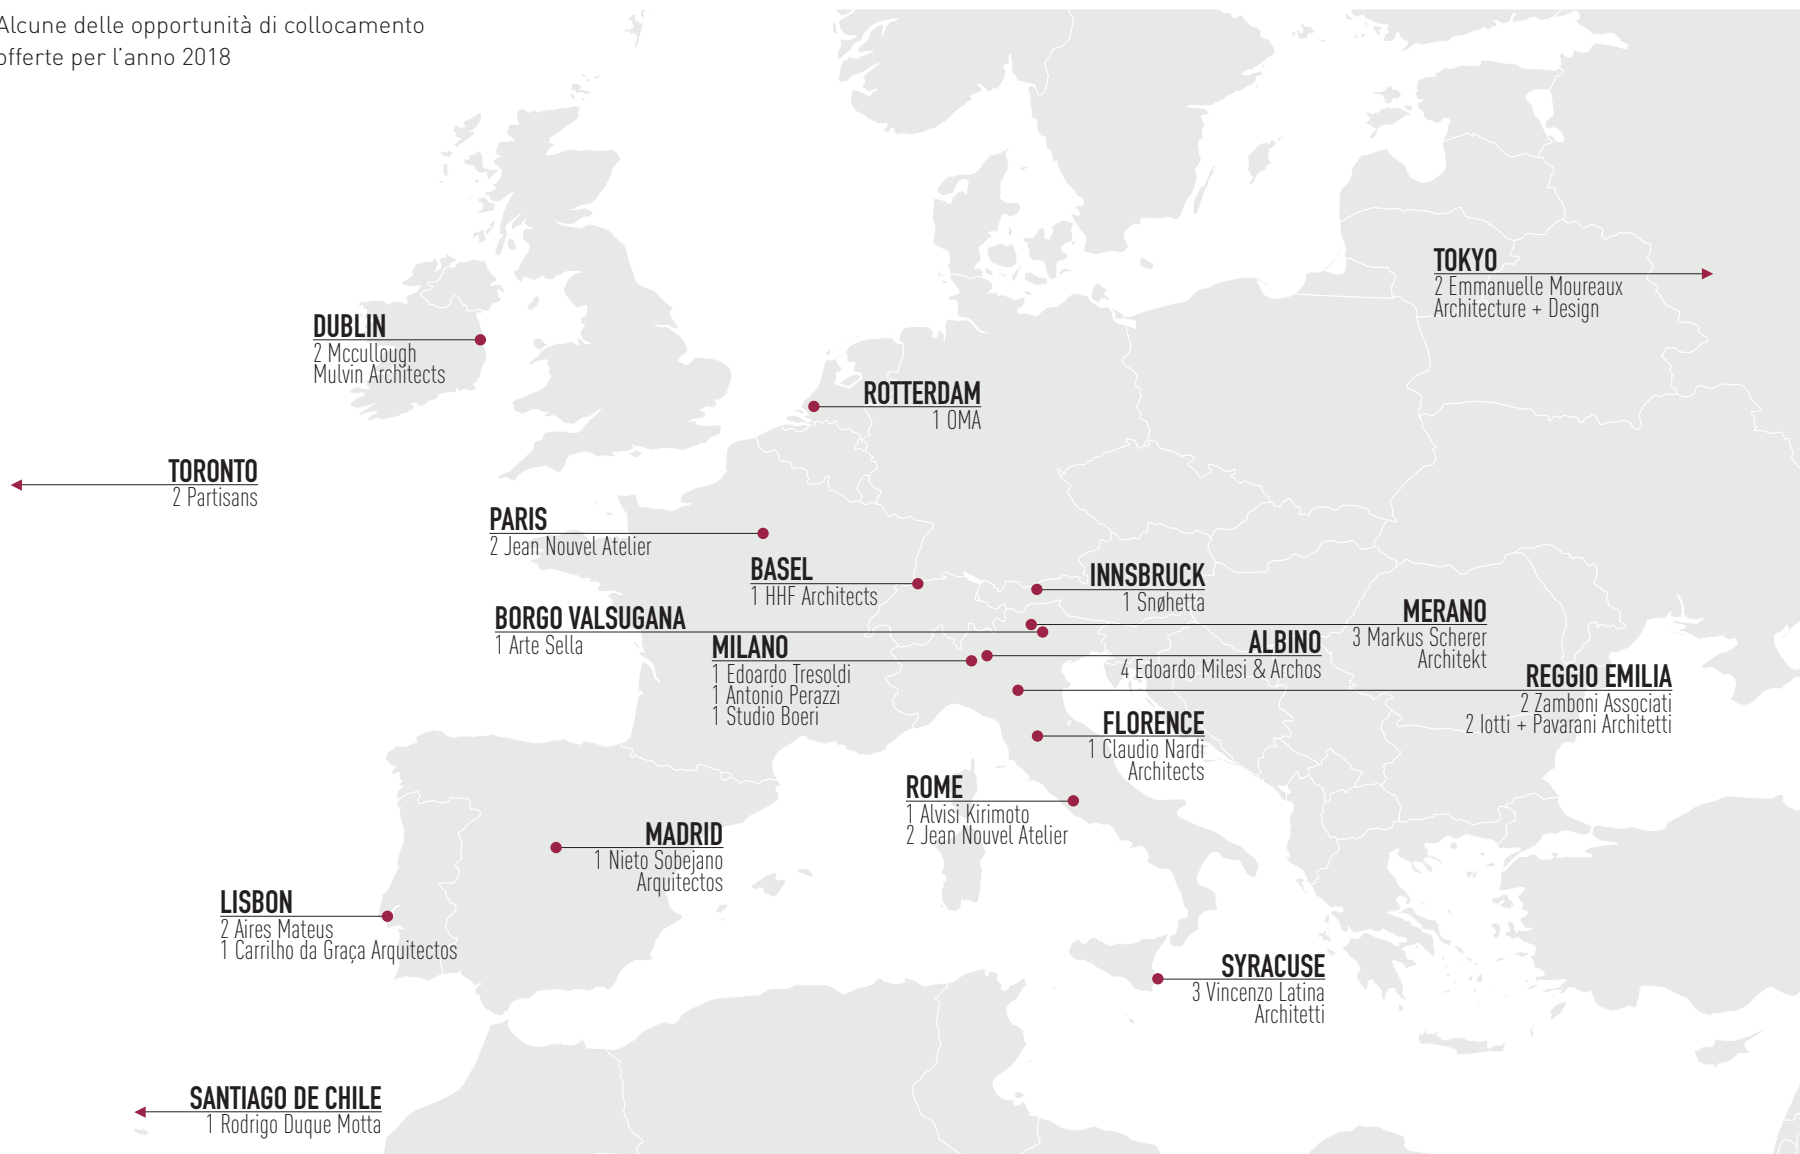 Alcune delle opportunità di collocamento
offerte per l'anno 2018
TOKYO
2 Emmanuelle Moureaux
Architecture + Design
DUBLIN
2 Mccullough
Mulvin Architects
ROTTERDAM
1 OMA
TORONTO
2 Partisans
PARIS
2 Jean Nouvel Atelier
BASEL
1 HHF Architects
INNSBRUCK
1 Snøhetta
BORGO VALSUGANA
1 Arte Sella
MERANO
3 Markus Scherer
Architekt
MILANO
1 Edoardo Tresoldi
1 Antonio Perazzi
1 Studio Boeri
ALBINO
4 Edoardo Milesi & Archos
REGGIO EMILIA
2 Zamboni Associati
2 Iotti + Pavarani Architetti
FLORENCE
1 Claudio Nardi
Architects
ROME
1 Alvisi Kirimoto
2 Jean Nouvel Atelier
MADRID
1 Nieto Sobejano
Arquitectos
LISBON
2 Aires Mateus
1 Carrilho da Graça Arquitectos
SYRACUSE
3 Vincenzo Latina
Architetti
SANTIAGO DE CHILE
1 Rodrigo Duque Motta